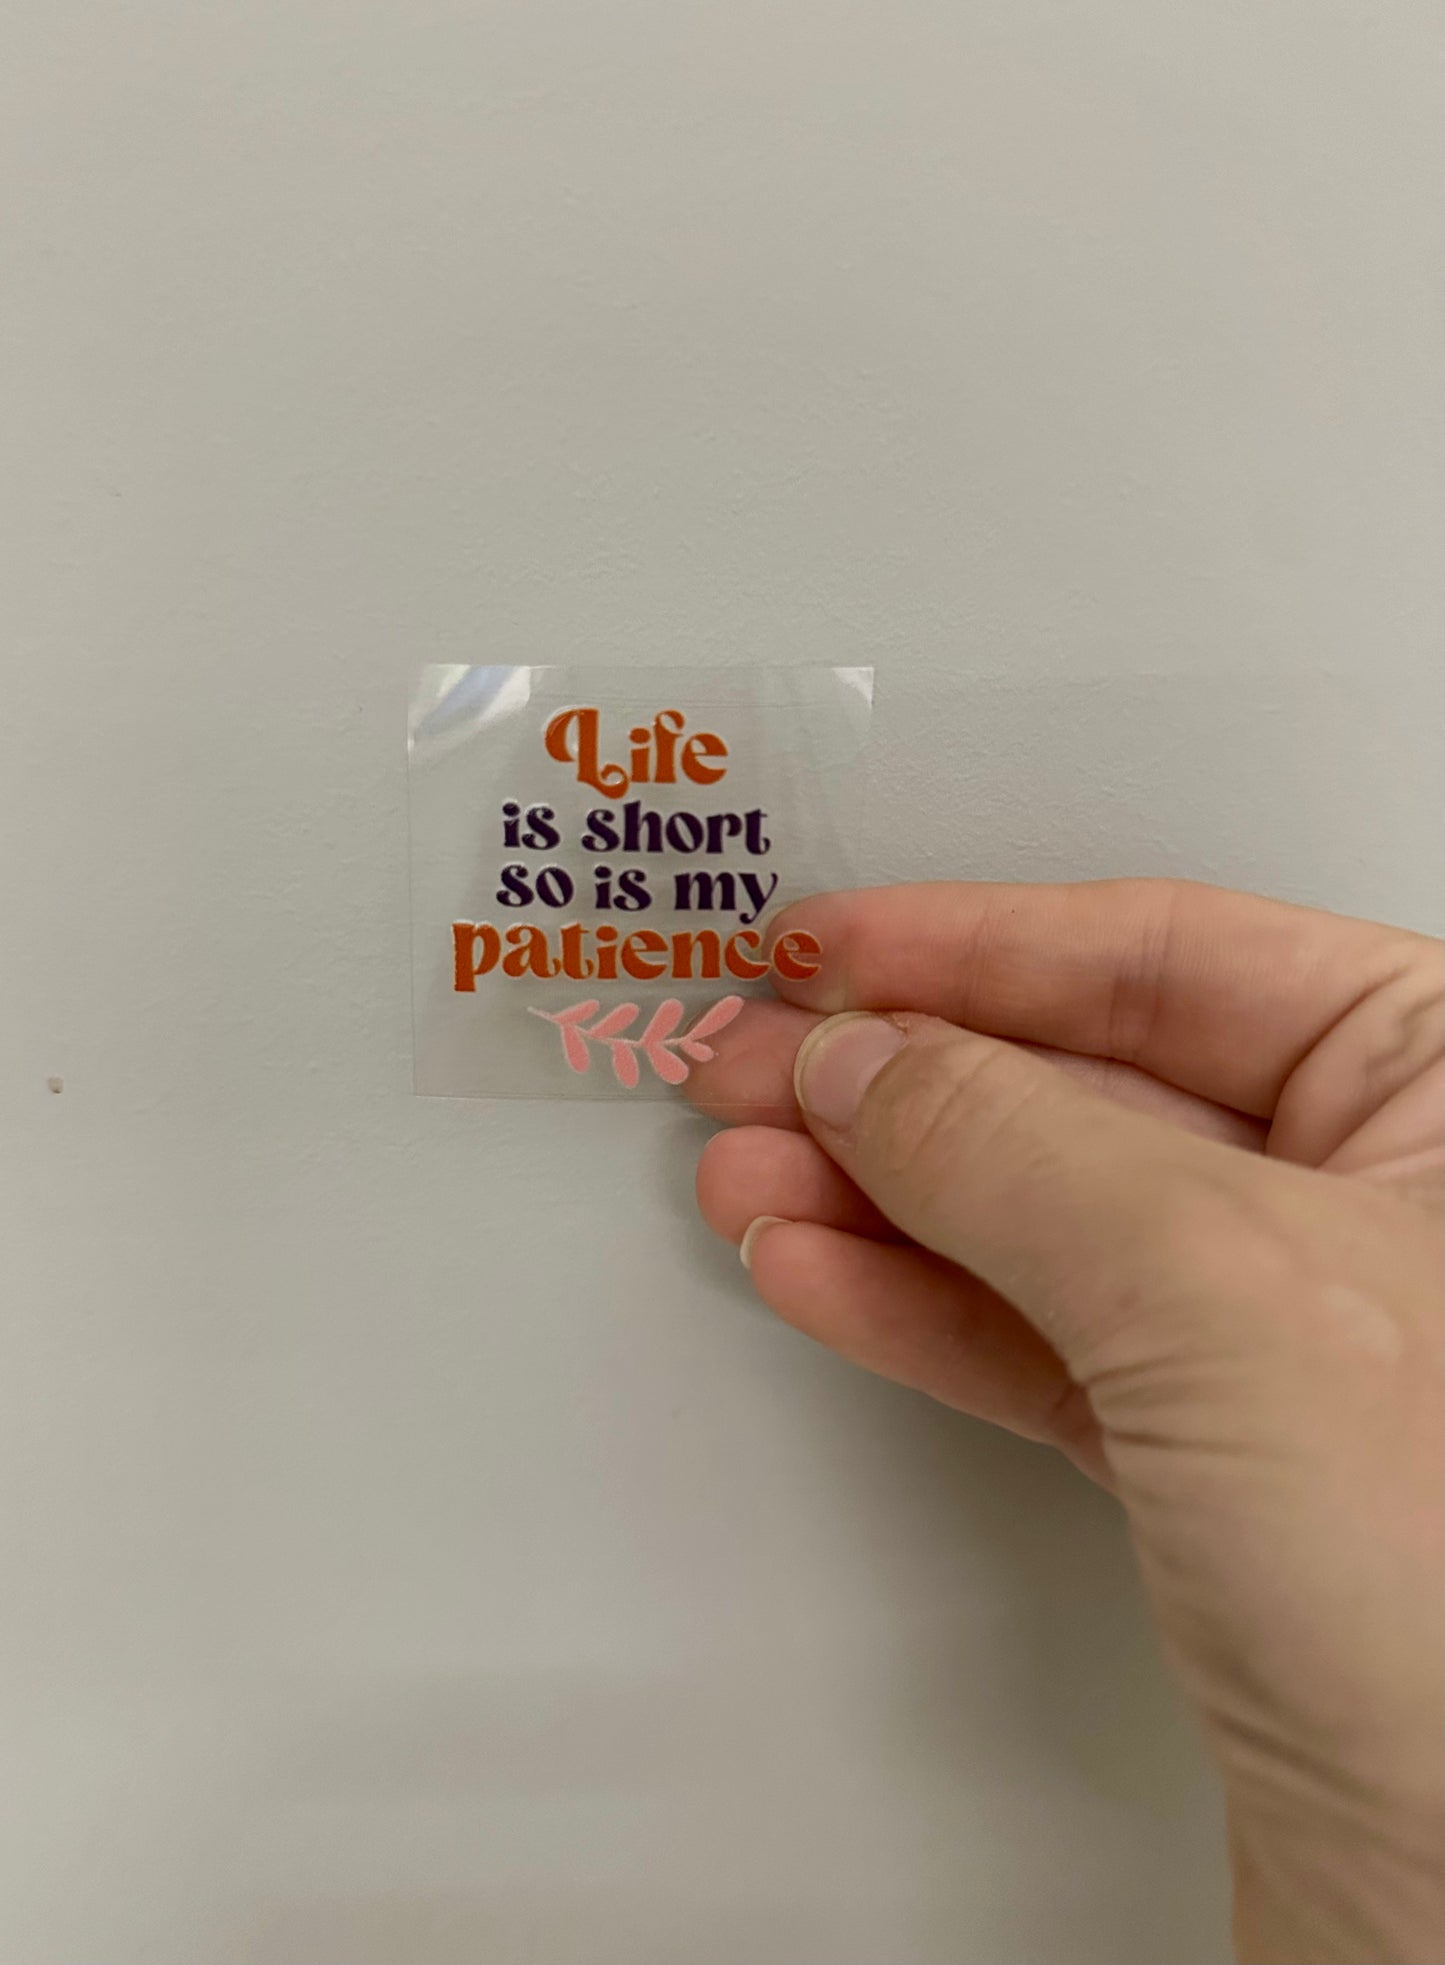 Life
is short
so is my
patience